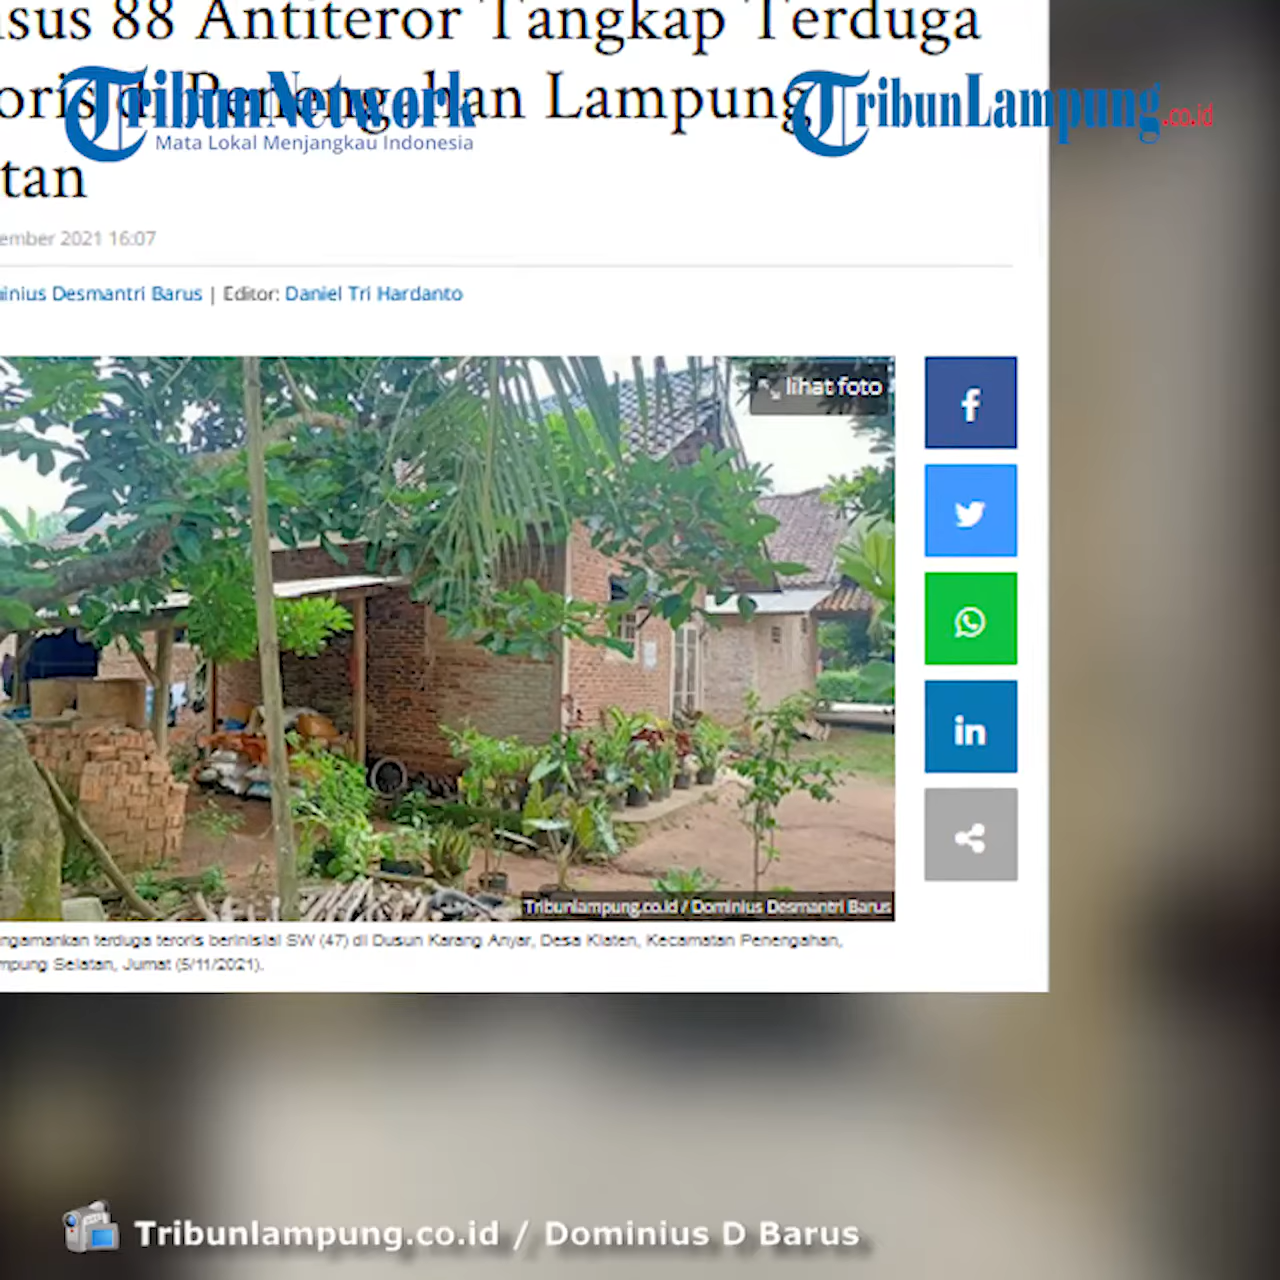 sus 88 Antiteror Tangkap Terduga
oris di Penengahan Lampung
tan
TribunNetwork
Mata Lokal Menjangkau Indonesia
TribunLampung.co.id
ember 2021 16:07
inius Desmantri Barus | Editor: Daniel Tri Hardanto
lihat foto
f
in
Tribunlampung.co.id / Dominius Desmantri Barus
ngamankan terduga teroris berinisial SW (47) di Dusun Karang Anyar, Desa Klaten, Kecamatan Penengahan,
mpung Selatan, Jumat (5/11/2021).
Tribunlampung.co.id / Dominius D Barus